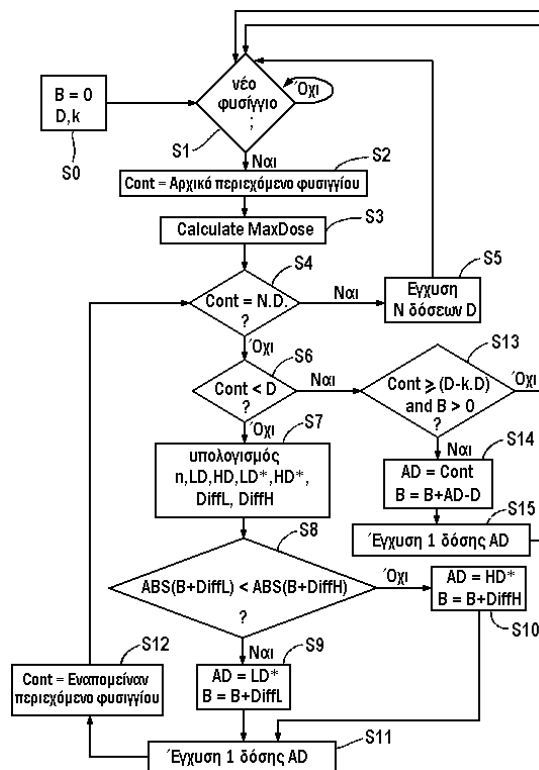 B = 0
D,k
S0
νέο
φυσίγγιο
;
Όχι
S1
Ναι
S2
Cont = Αρχικό περιεχόμενο φυσιγγίου
S3
Calculate MaxDose
S4
Cont = N.D.
?
Ναι
S5
Εγχυση
N δόσεων D
Όχι
S6
Cont < D
?
Ναι
S13
Cont ⩾ (D-k.D)
and B > 0
?
Όχι
Όχι
S7
υπολογισμός
n,LD,HD,LD*,HD*,
DiffL, DiffH
Ναι
S14
AD = Cont
B = B+AD-D
S15
Έγχυση 1 δόσης AD
S8
ABS(B+DiffL) < ABS(B+DiffH)
?
Όχι
AD = HD*
B = B+DiffH
S10
Ναι
S9
AD = LD*
B = B+DiffL
S12
Cont = Εναπομείναν
περιεχόμενο φυσιγγίου
S11
Έγχυση 1 δόσης AD